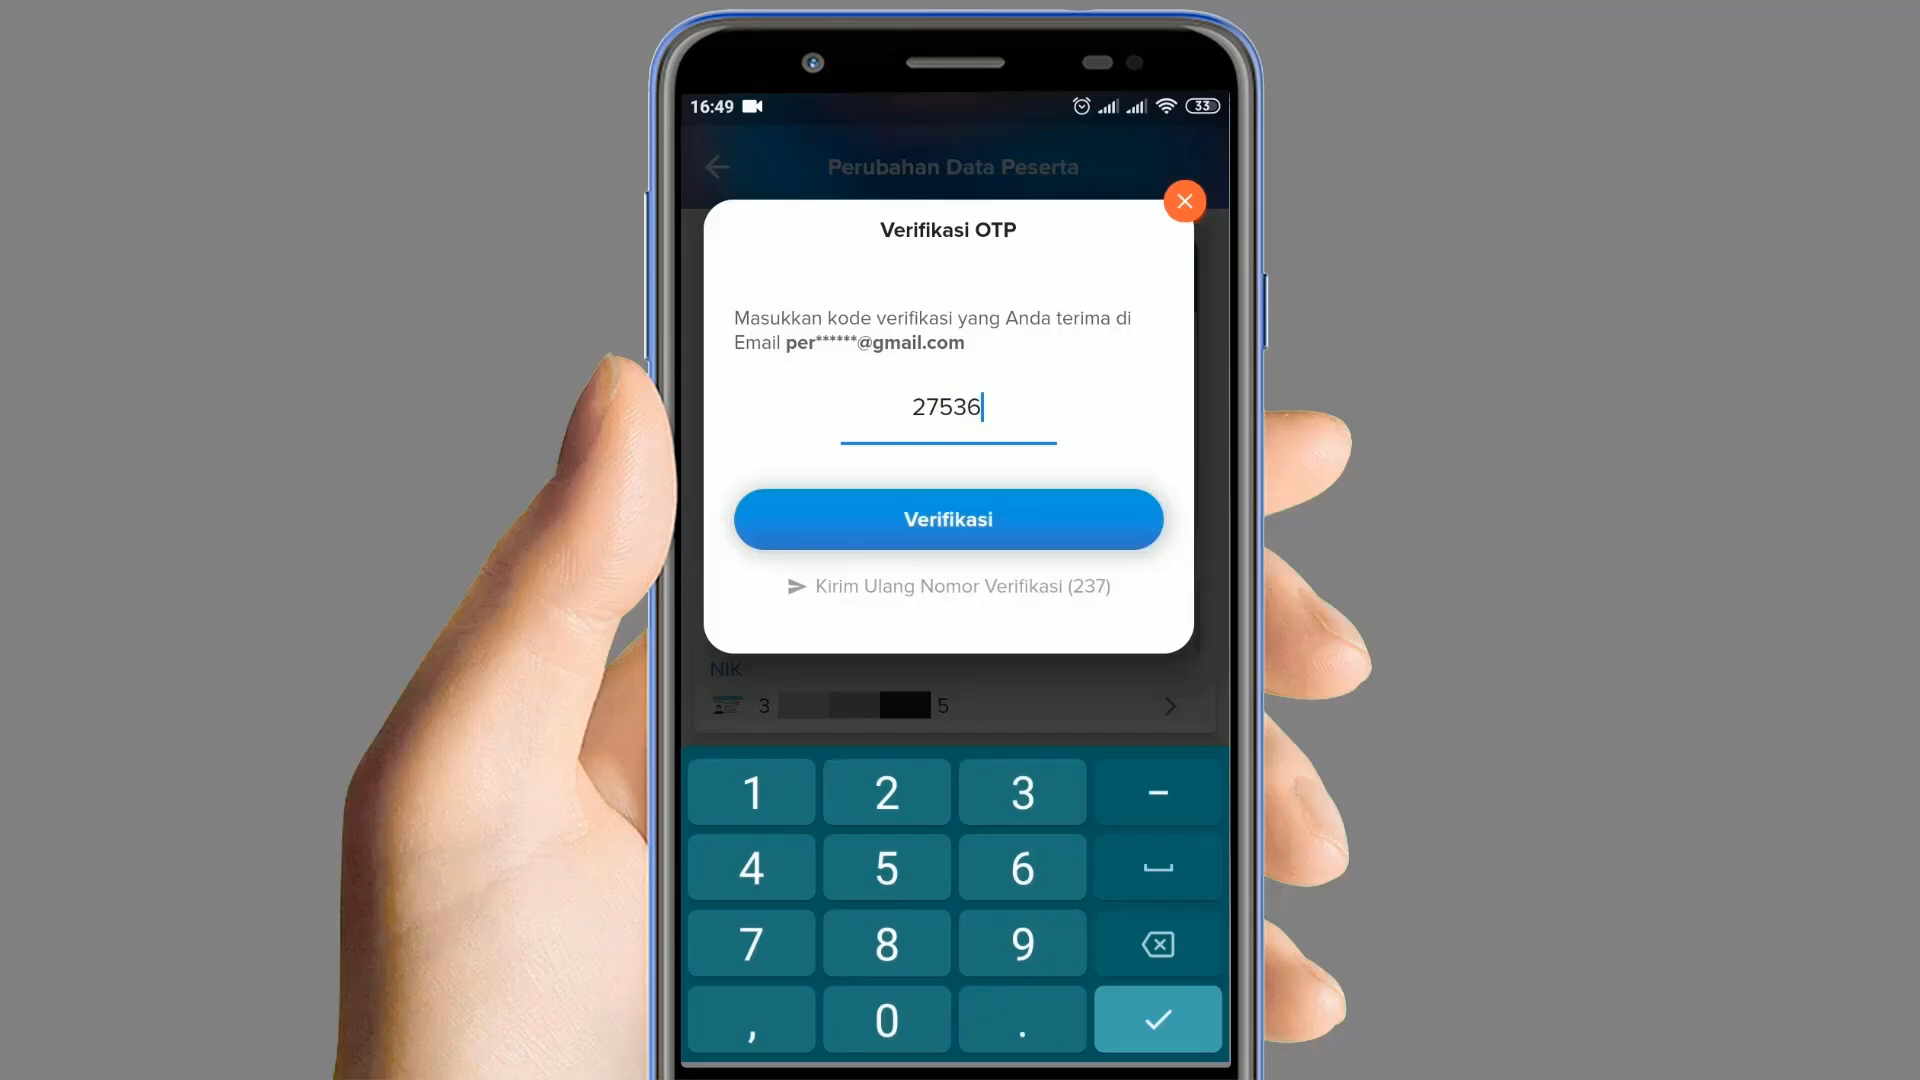 16:49
33
Perubahan Data Peserta
Verifikasi OTP
Masukkan kode verifikasi yang Anda terima di
Email per******@gmail.com
27536
Verifikasi
Kirim Ulang Nomor Verifikasi (237)
NIK
3 5
1 2 3 −
4 5 6
7 8 9
, 0 .